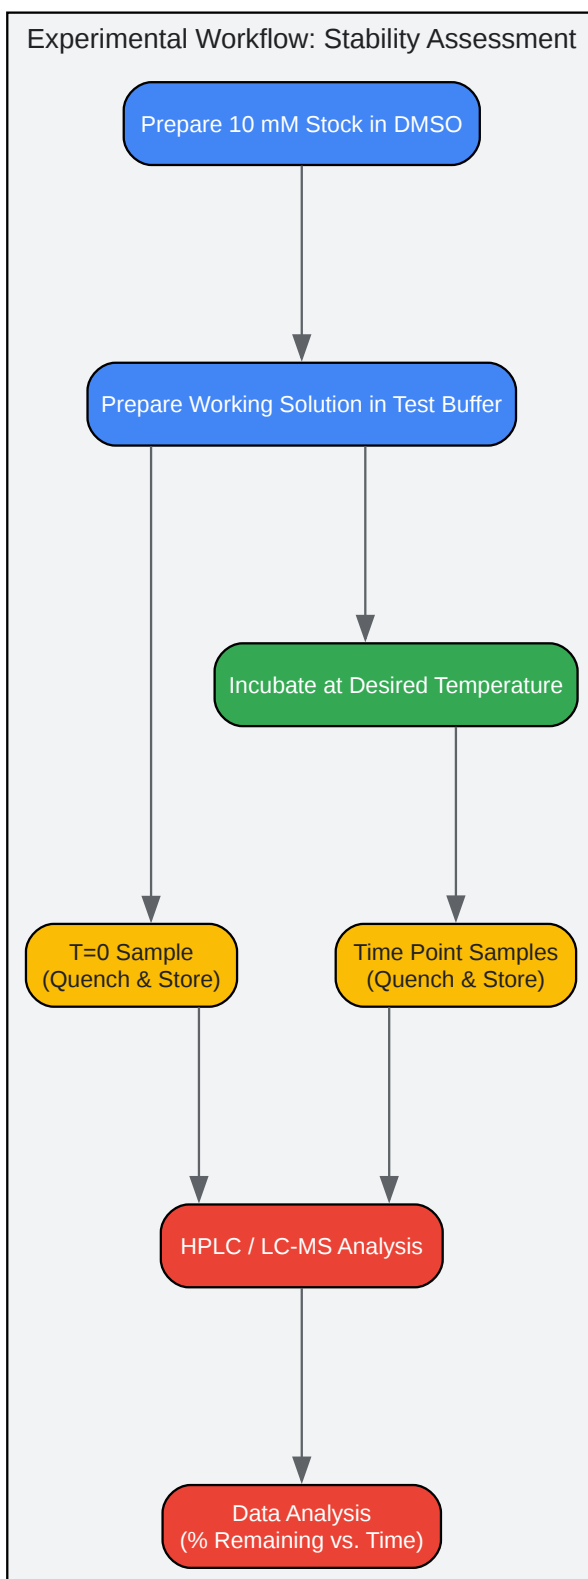 Experimental Workflow: Stability Assessment
Prepare 10 mM Stock in DMSO
Prepare Working Solution in Test Buffer
Incubate at Desired Temperature
T=0 Sample
(Quench & Store)
Time Point Samples
(Quench & Store)
HPLC / LC-MS Analysis
Data Analysis
(% Remaining vs. Time)